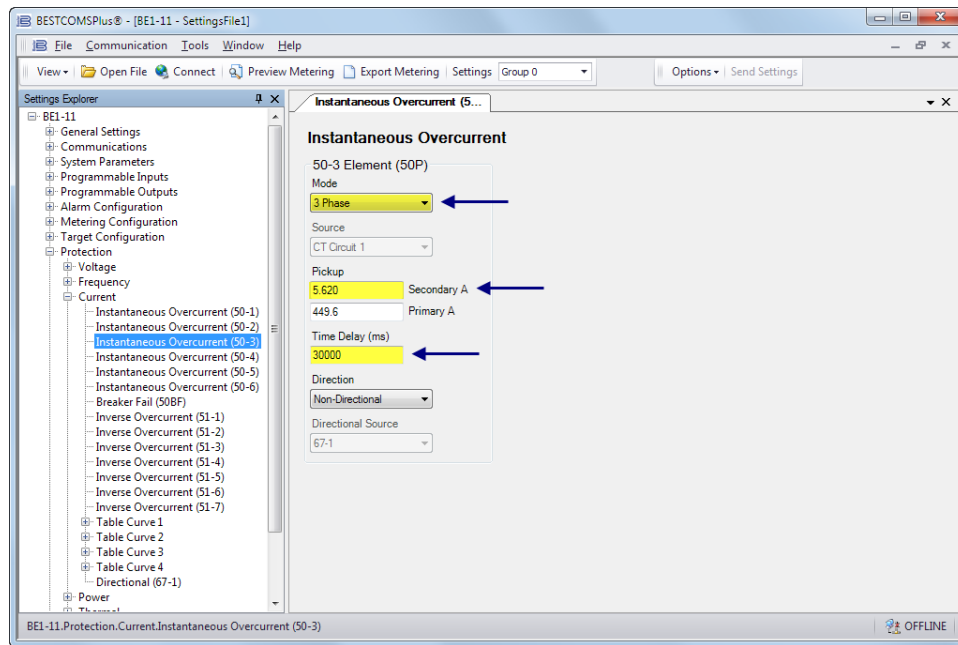 BESTCOMSPlus® - [BE1-11 - SettingsFile1]
File Communication Tools Window Help
View Open File Connect Preview Metering Export Metering Settings Group 0 Options Send Settings
Settings Explorer
Instantaneous Overcurrent (5...
BE1-11
General Settings
Communications
System Parameters
Programmable Inputs
Programmable Outputs
Alarm Configuration
Metering Configuration
Target Configuration
Protection
Voltage
Frequency
Current
Instantaneous Overcurrent (50-1)
Instantaneous Overcurrent (50-2)
Instantaneous Overcurrent (50-3)
Instantaneous Overcurrent (50-4)
Instantaneous Overcurrent (50-5)
Instantaneous Overcurrent (50-6)
Breaker Fail (50BF)
Inverse Overcurrent (51-1)
Inverse Overcurrent (51-2)
Inverse Overcurrent (51-3)
Inverse Overcurrent (51-4)
Inverse Overcurrent (51-5)
Inverse Overcurrent (51-6)
Inverse Overcurrent (51-7)
Table Curve 1
Table Curve 2
Table Curve 3
Table Curve 4
Directional (67-1)
Power
Thermal
Instantaneous Overcurrent
50-3 Element (50P)
Mode
3 Phase
Source
CT Circuit 1
Pickup
5.620 Secondary A
449.6 Primary A
Time Delay (ms)
30000
Direction
Non-Directional
Directional Source
67-1
BE1-11.Protection.Current.Instantaneous Overcurrent (50-3)
OFFLINE